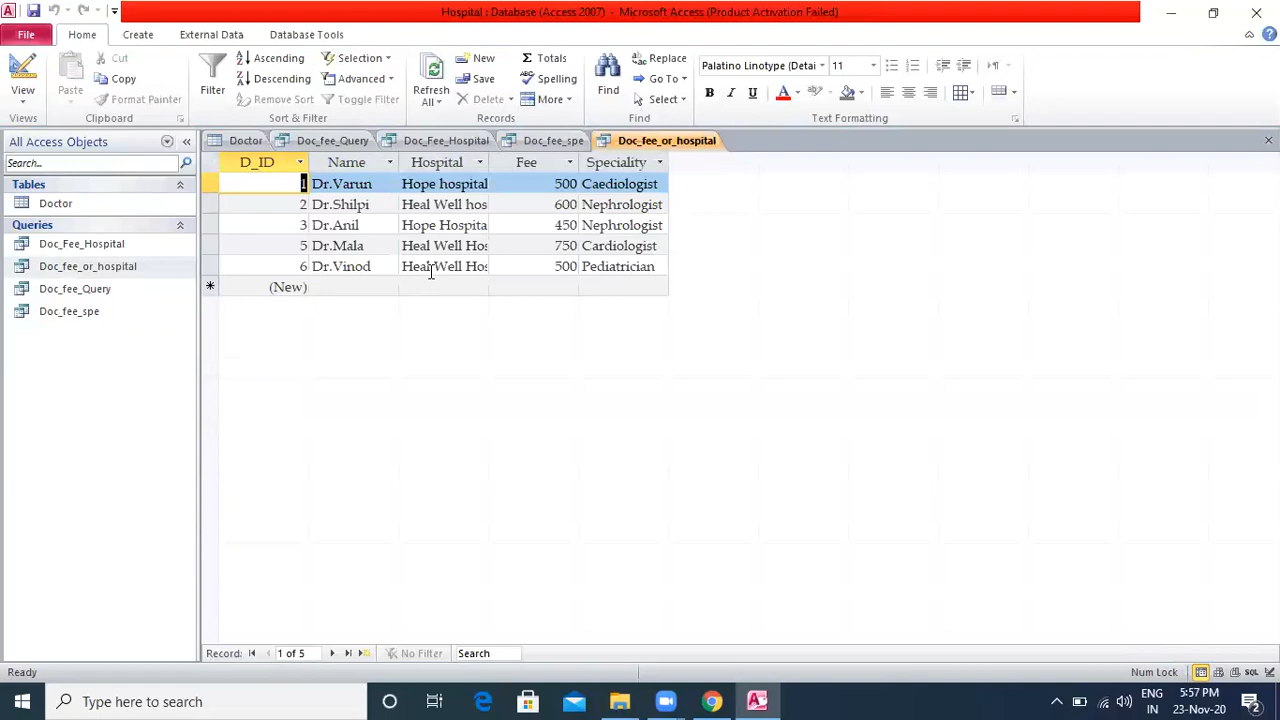 Hospital : Database (Access 2007) - Microsoft Access (Product Activation Failed)
File Home Create External Data Database Tools
View
Views
Paste
Cut
Copy
Format Painter
Clipboard
Filter
Ascending
Descending
Remove Sort
Selection
Advanced
Toggle Filter
Sort & Filter
Refresh
All
New
Save
Delete
Totals
Spelling
More
Records
Find
Replace
Go To
Select
Find
Palatino Linotype (Detai 11
B I U A
Text Formatting
All Access Objects
Search...
Tables
Doctor
Queries
Doc_Fee_Hospital
Doc_fee_or_hospital
Doc_fee_Query
Doc_fee_spe
Doctor Doc_fee_Query Doc_Fee_Hospital Doc_fee_spe Doc_fee_or_hospital
D_ID Name Hospital Fee Speciality
1 Dr.Varun Hope hospital 500 Caediologist
2 Dr.Shilpi Heal Well hos 600 Nephrologist
3 Dr.Anil Hope Hospita 450 Nephrologist
5 Dr.Mala Heal Well Hos 750 Cardiologist
6 Dr.Vinod Heal Well Hos 500 Pediatrician
* (New)
Record: 1 of 5 No Filter Search
Ready Num Lock SQL
Type here to search
ENG
IN
5:57 PM
23-Nov-20
2